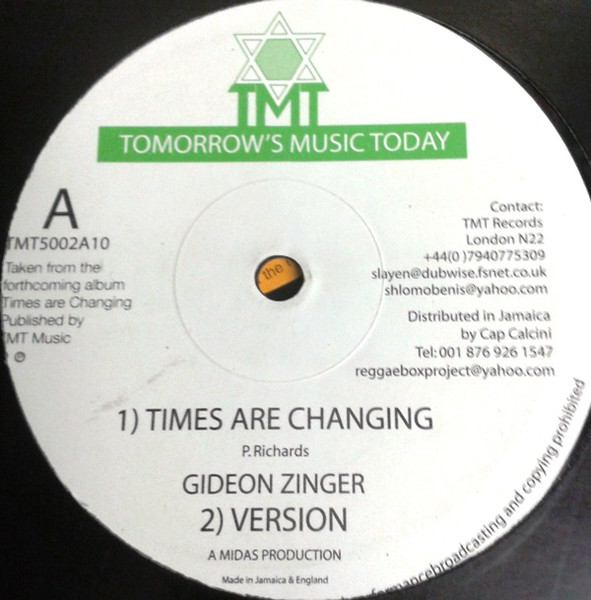 TMT
TOMORROW'S MUSIC TODAY
A
TMT5002A10
Taken from the
forthcoming album
Times are Changing
Published by
TMT Music
℗
Contact:
TMT Records
London N22
+44(0 )7940775309
slayen@dubwise.fsnet.co.uk
shlomobenis@yahoo.com
Distributed in Jamaica
by Cap Calcini
Tel: 001 876 926 1547
reggaeboxproject@yahoo.com
the
1) TIMES ARE CHANGING
P. Richards
GIDEON ZINGER
2) VERSION
A MIDAS PRODUCTION
Made in Jamaica & England
broadcasting and copying prohibited